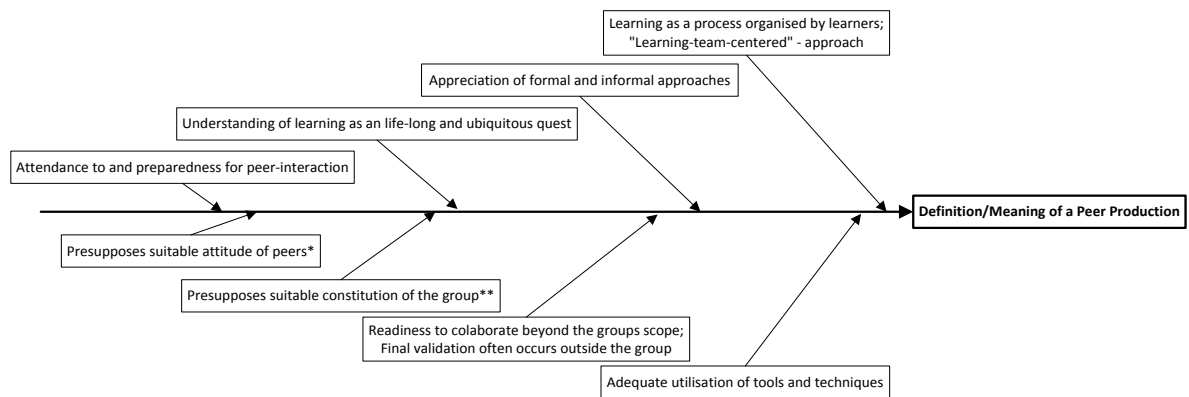 Learning as a process organised by learners;
"Learning-team-centered" - approach
Appreciation of formal and informal approaches
Understanding of learning as an life-long and ubiquitous quest
Attendance to and preparedness for peer-interaction
Definition/Meaning of a Peer Production
Presupposes suitable attitude of peers*
Presupposes suitable constitution of the group**
Readiness to colaborate beyond the groups scope;
Final validation often occurs outside the group
Adequate utilisation of tools and techniques